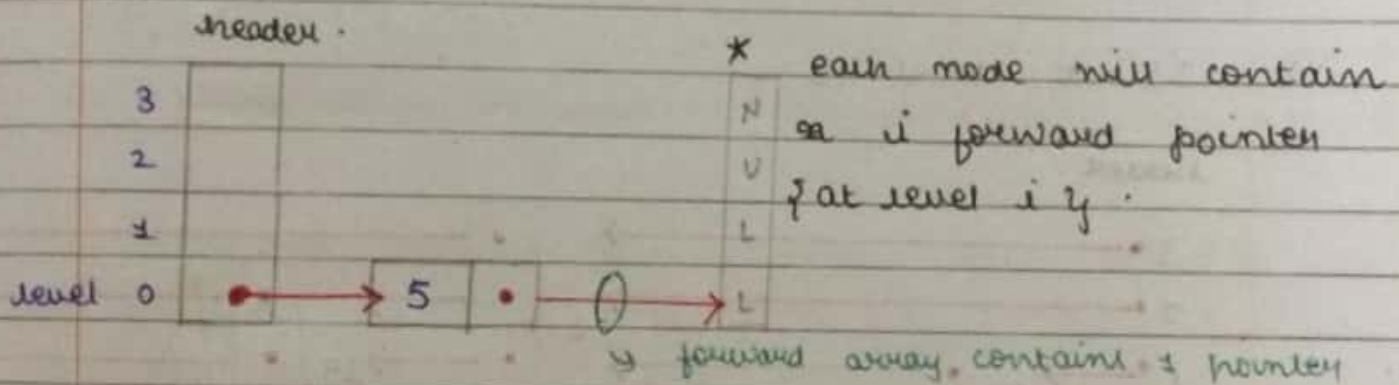 header .
* each node will contain
3 N i forward pointer
2 U { at level i } .
1 L
level 0 5 L
forward array contains 1 pointer